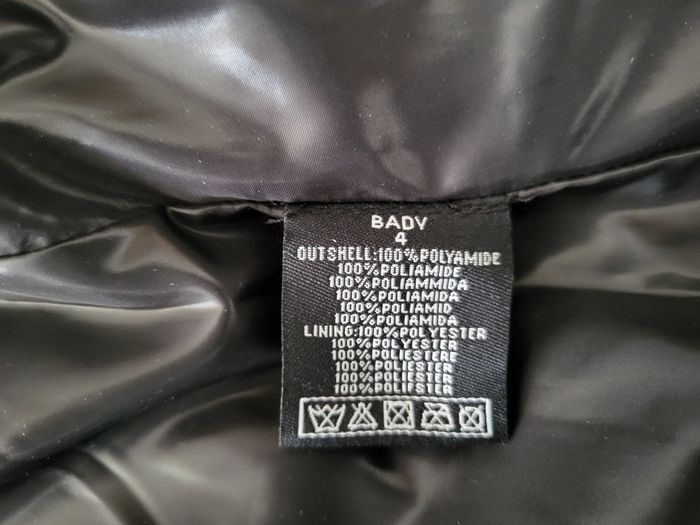 BADY
4
OUTSHELL:100%POLYAMIDE
100%POLIAMIDE
100%POLIAMMIDA
100%POLIAMIDA
100%POLIAMID
100%POLIAMIDA
LINING:100%POLYESTER
100%POLYESTER
100%POLIESTERE
100%POLIESTER
100%POLIESTER
100%POLIESTER